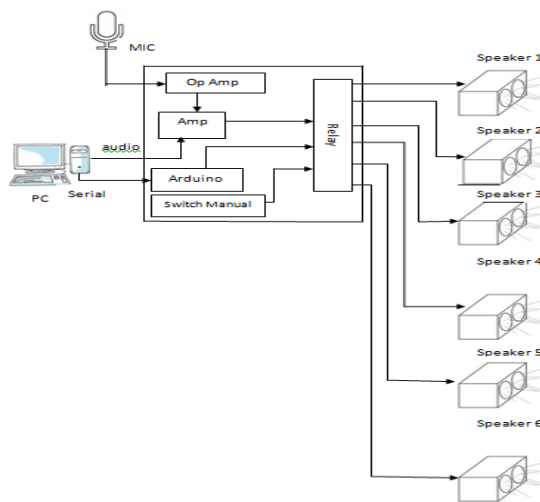 MIC
Op Amp
Amp
Relay
audio
Arduino
Switch Manual
PC
Serial
Speaker 1
Speaker 2
Speaker 3
Speaker 4
Speaker 5
Speaker 6